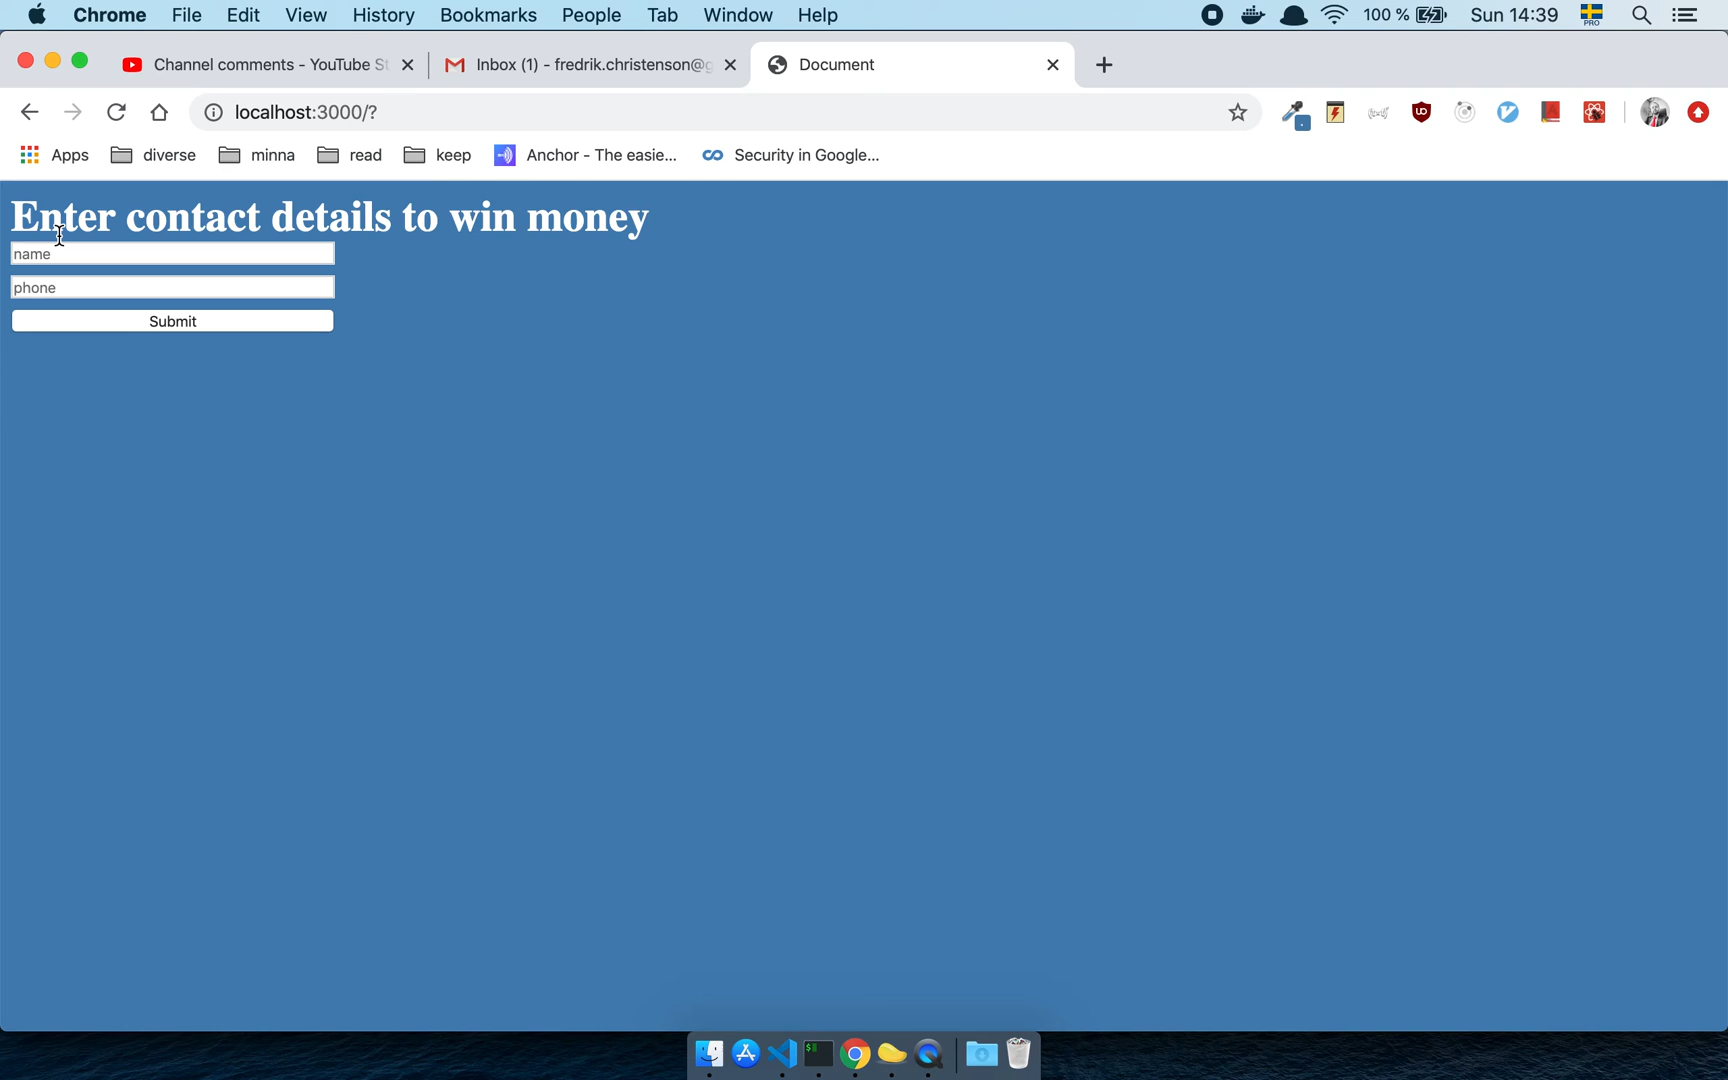 Chrome File Edit View History Bookmarks People Tab Window Help 100 % Sun 14:39 PRO
Channel comments - YouTube St Inbox (1) - fredrik.christenson@g Document
localhost:3000/?
Apps diverse minna read keep Anchor - The easie... Security in Google...
Enter contact details to win money
name
phone
Submit